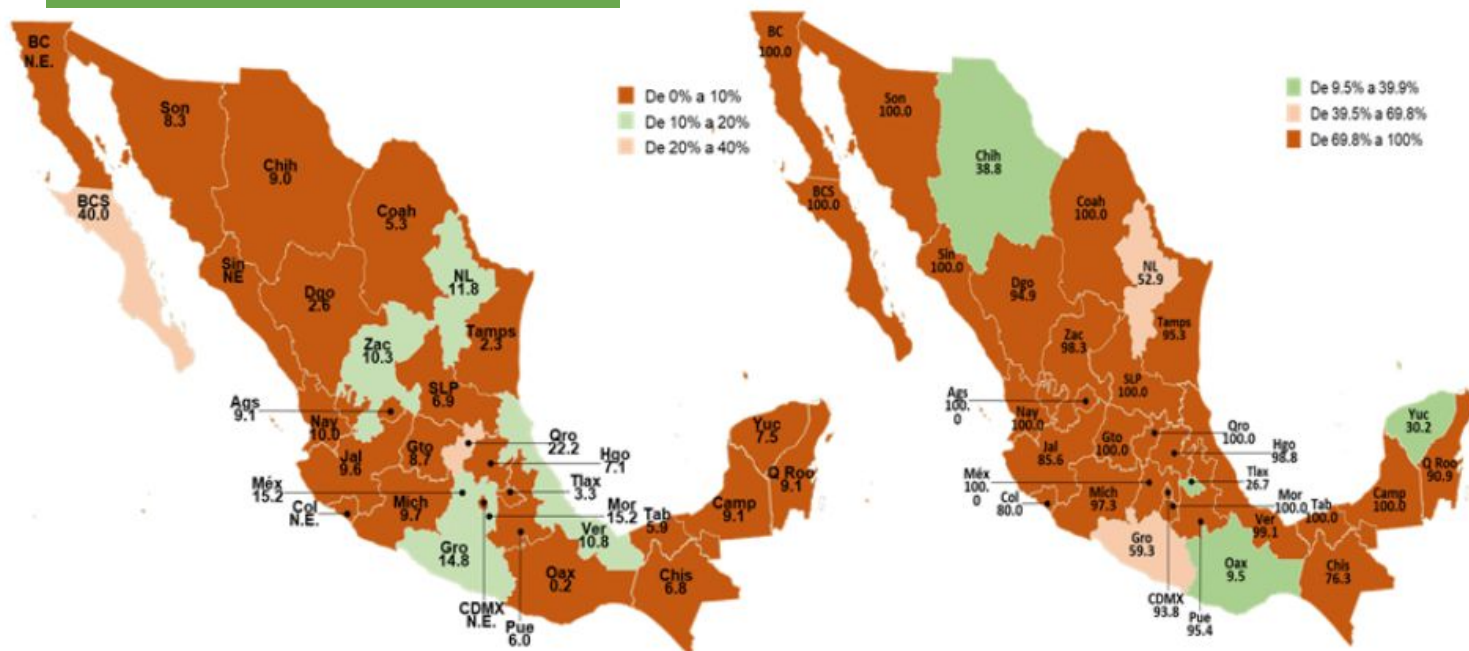 BC
N.E.
Son
8.3
Chih
9.0
De 0% a 10%
De 10% a 20%
De 20% a 40%
BCS
40.0
Coah
5.3
Sin
NE
Dgo
2.6
NL
11.8
Zac
10.3
Tamps
2.3
SLP
6.9
Ags
9.1
Nay
10.0
Jal
9.6
Gto
8.7
Qro
22.2
Hgo
7.1
Yuc
7.5
Q Roo
9.1
Méx
15.2
Col
N.E.
Mich
9.7
Tlax
3.3
Mor
15.2
Tab
5.9
Camp
9.1
Ver
10.8
Gro
14.8
Oax
0.2
Chis
6.8
CDMX
N.E.
Pue
6.0
BC
100.0
Son
100.0
Chih
38.8
De 9.5% a 39.9%
De 39.5% a 69.8%
De 69.8% a 100%
BCS
100.0
Coah
100.0
Sin
100.0
Dgo
94.9
NL
52.9
Zac
98.3
Tamps
95.3
SLP
100.0
Ags
100.
0
Nay
100.0
Jal
85.6
Gto
100.0
Qro
100.0
Hgo
98.8
Yuc
30.2
Q Roo
90.9
Méx
100.
0
Col
80.0
Mich
97.3
Tlax
26.7
Mor
100.0
Tab
100.0
Camp
100.0
Ver
99.1
Gro
59.3
Oax
9.5
Chis
76.3
CDMX
93.8
Pue
95.4